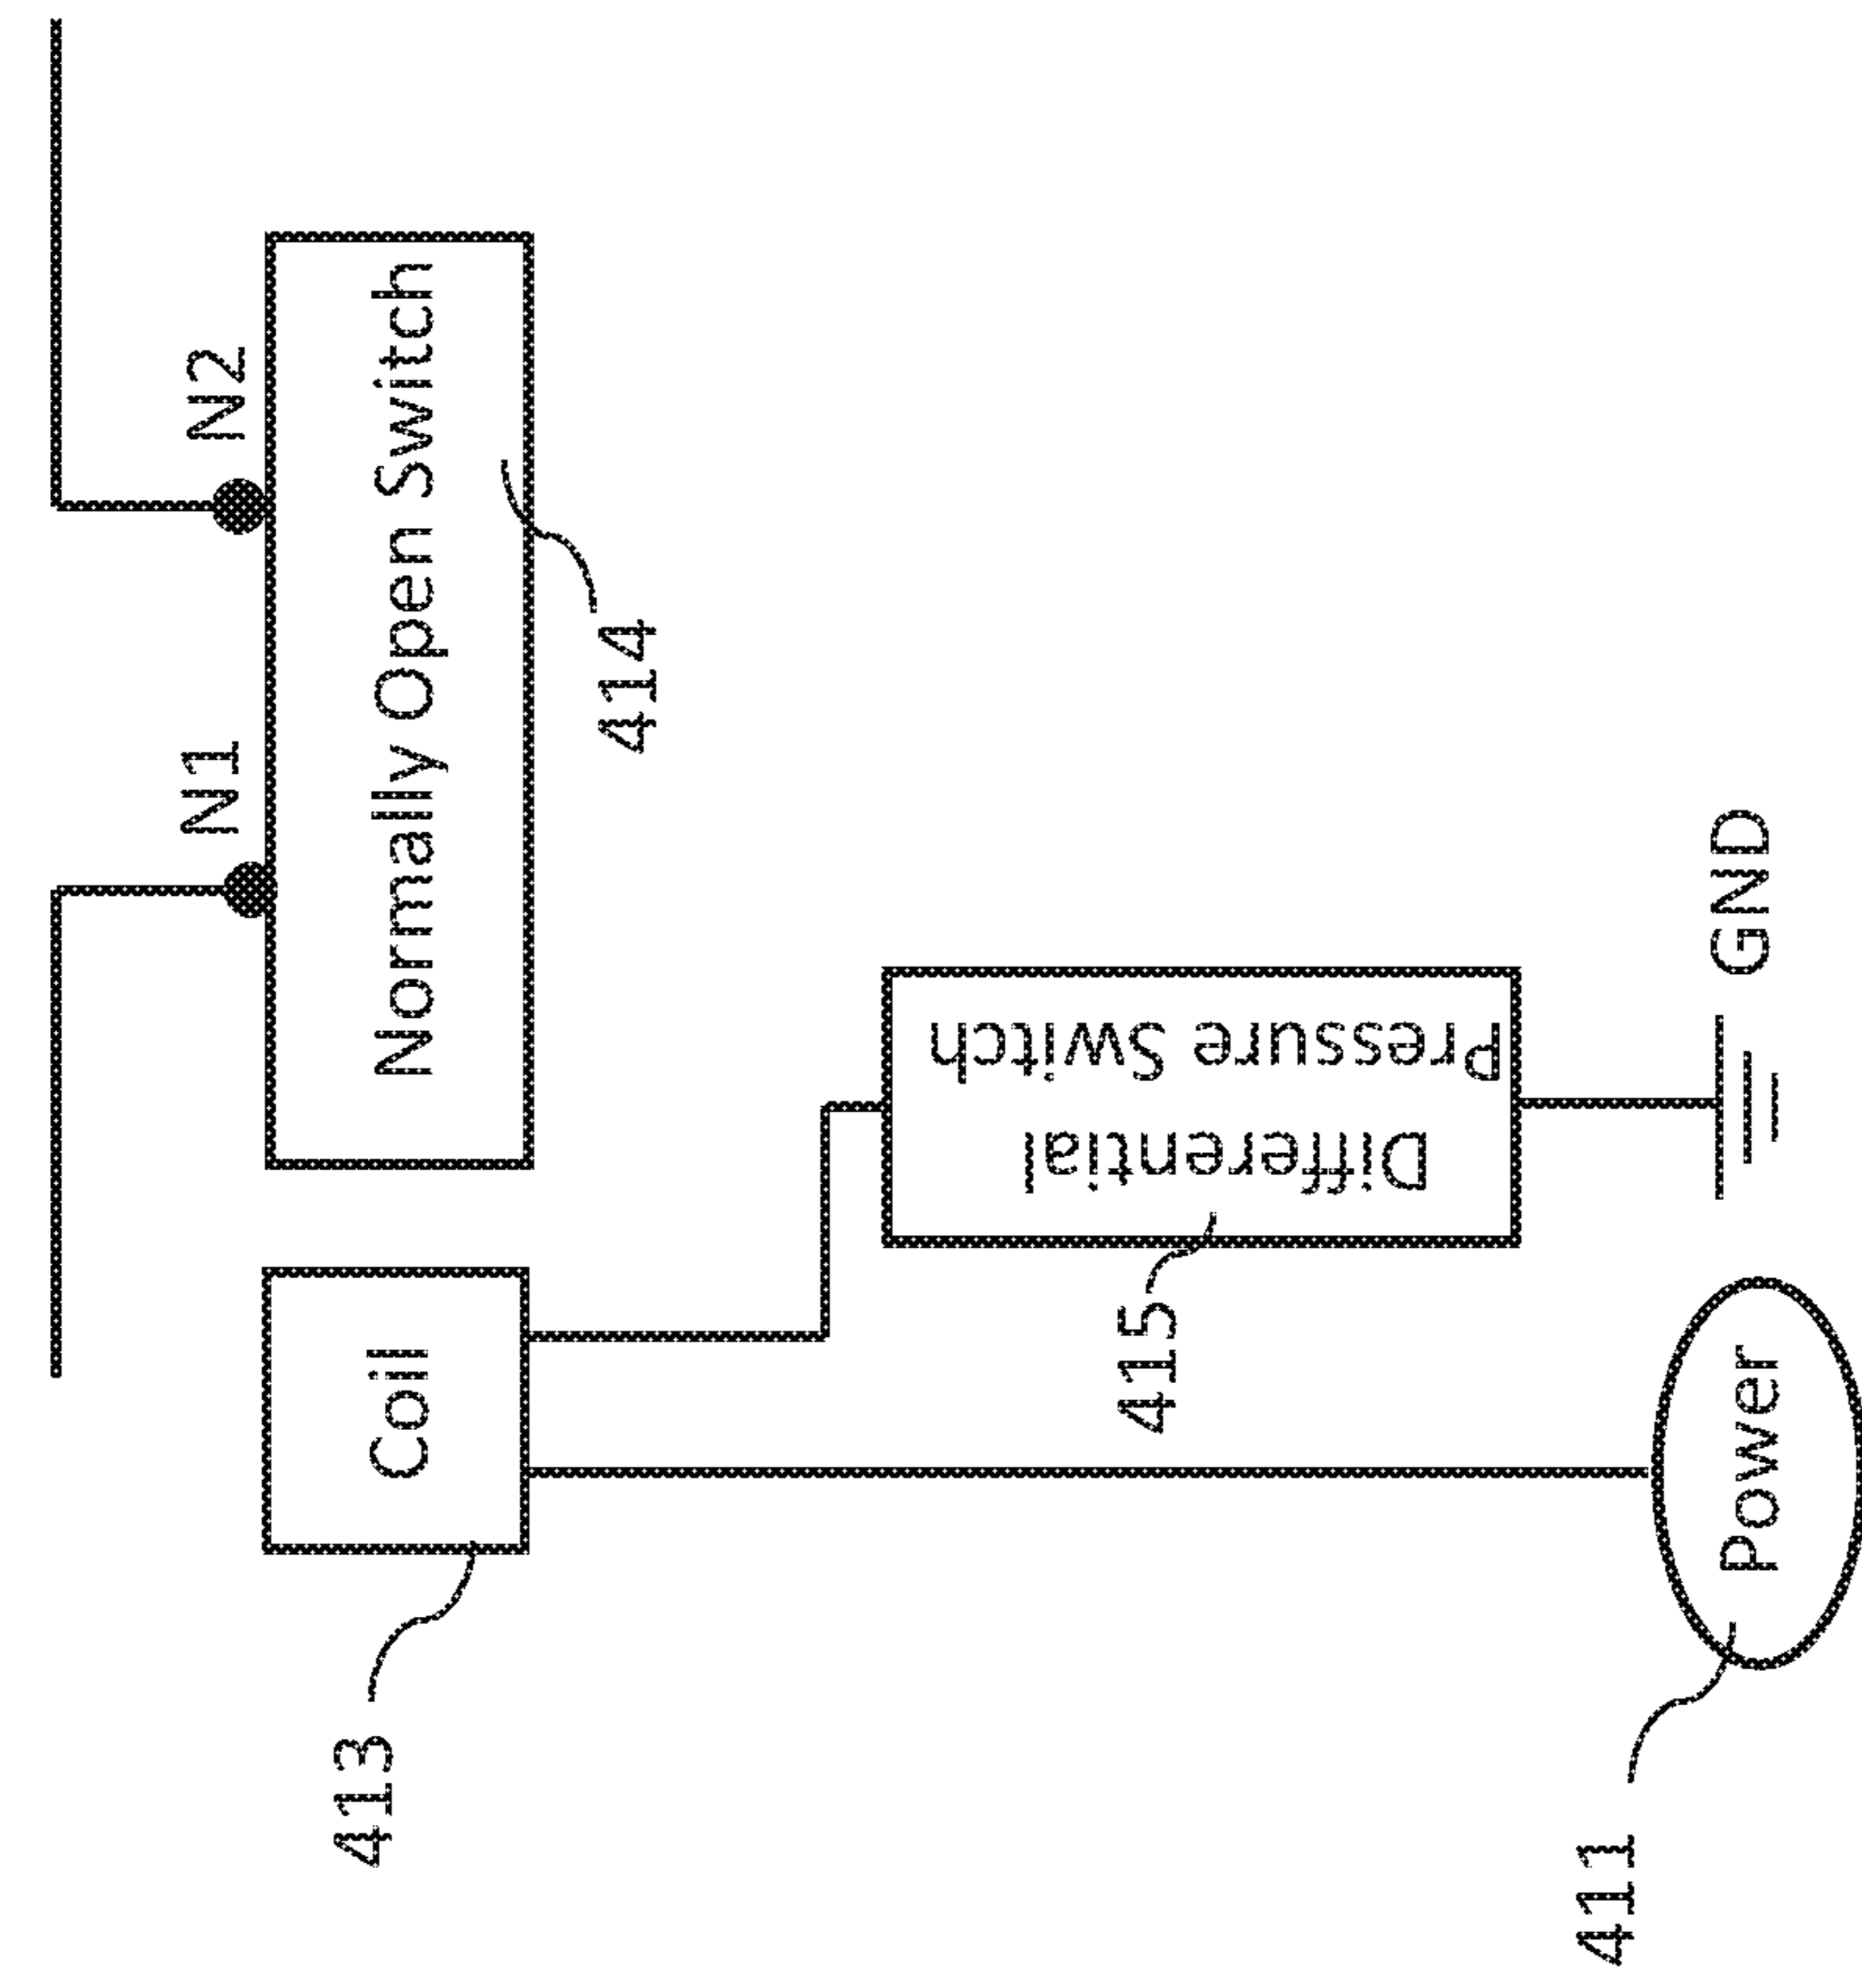 N1
N2
Coil
Normally Open Switch
413
414
415
Differential
Pressure Switch
411
Power
GND